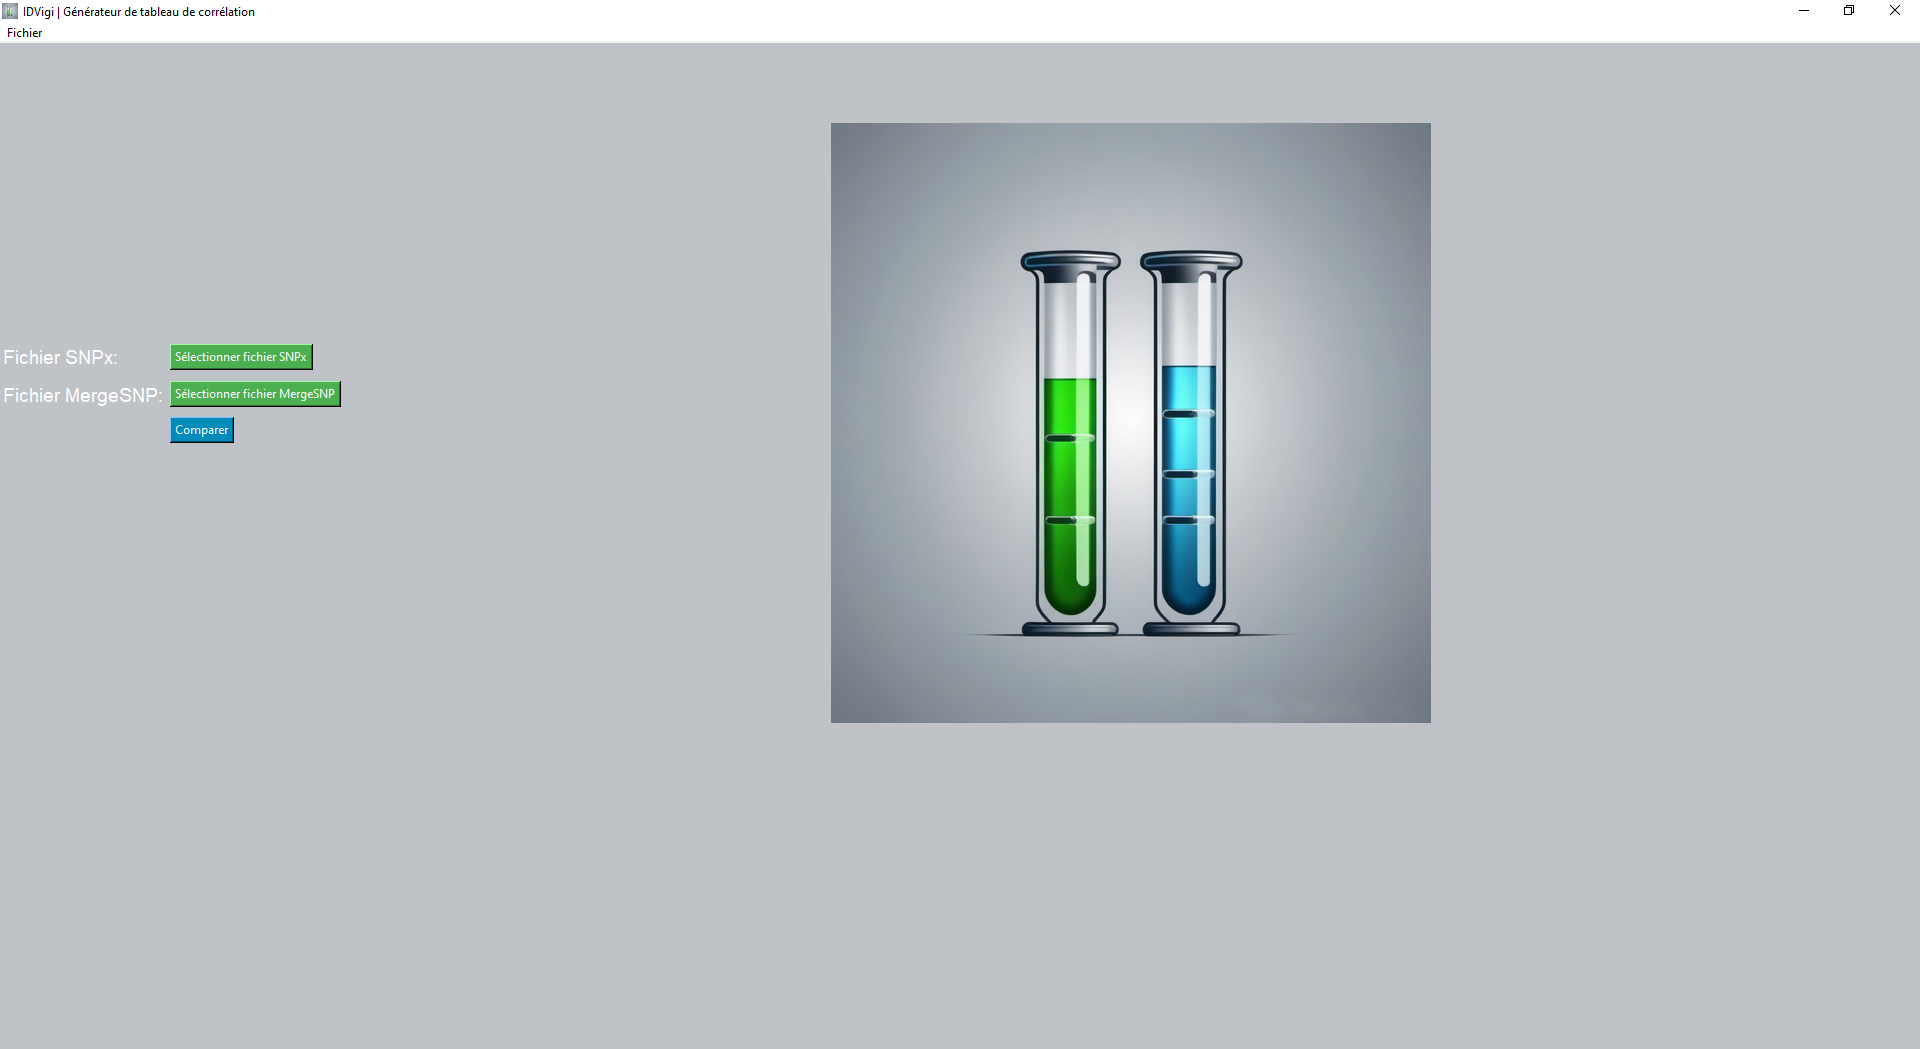 IDVigi | Générateur de tableau de corrélation
Fichier
Fichier SNPx: Sélectionner fichier SNPx
Fichier MergeSNP: Sélectionner fichier MergeSNP
Comparer